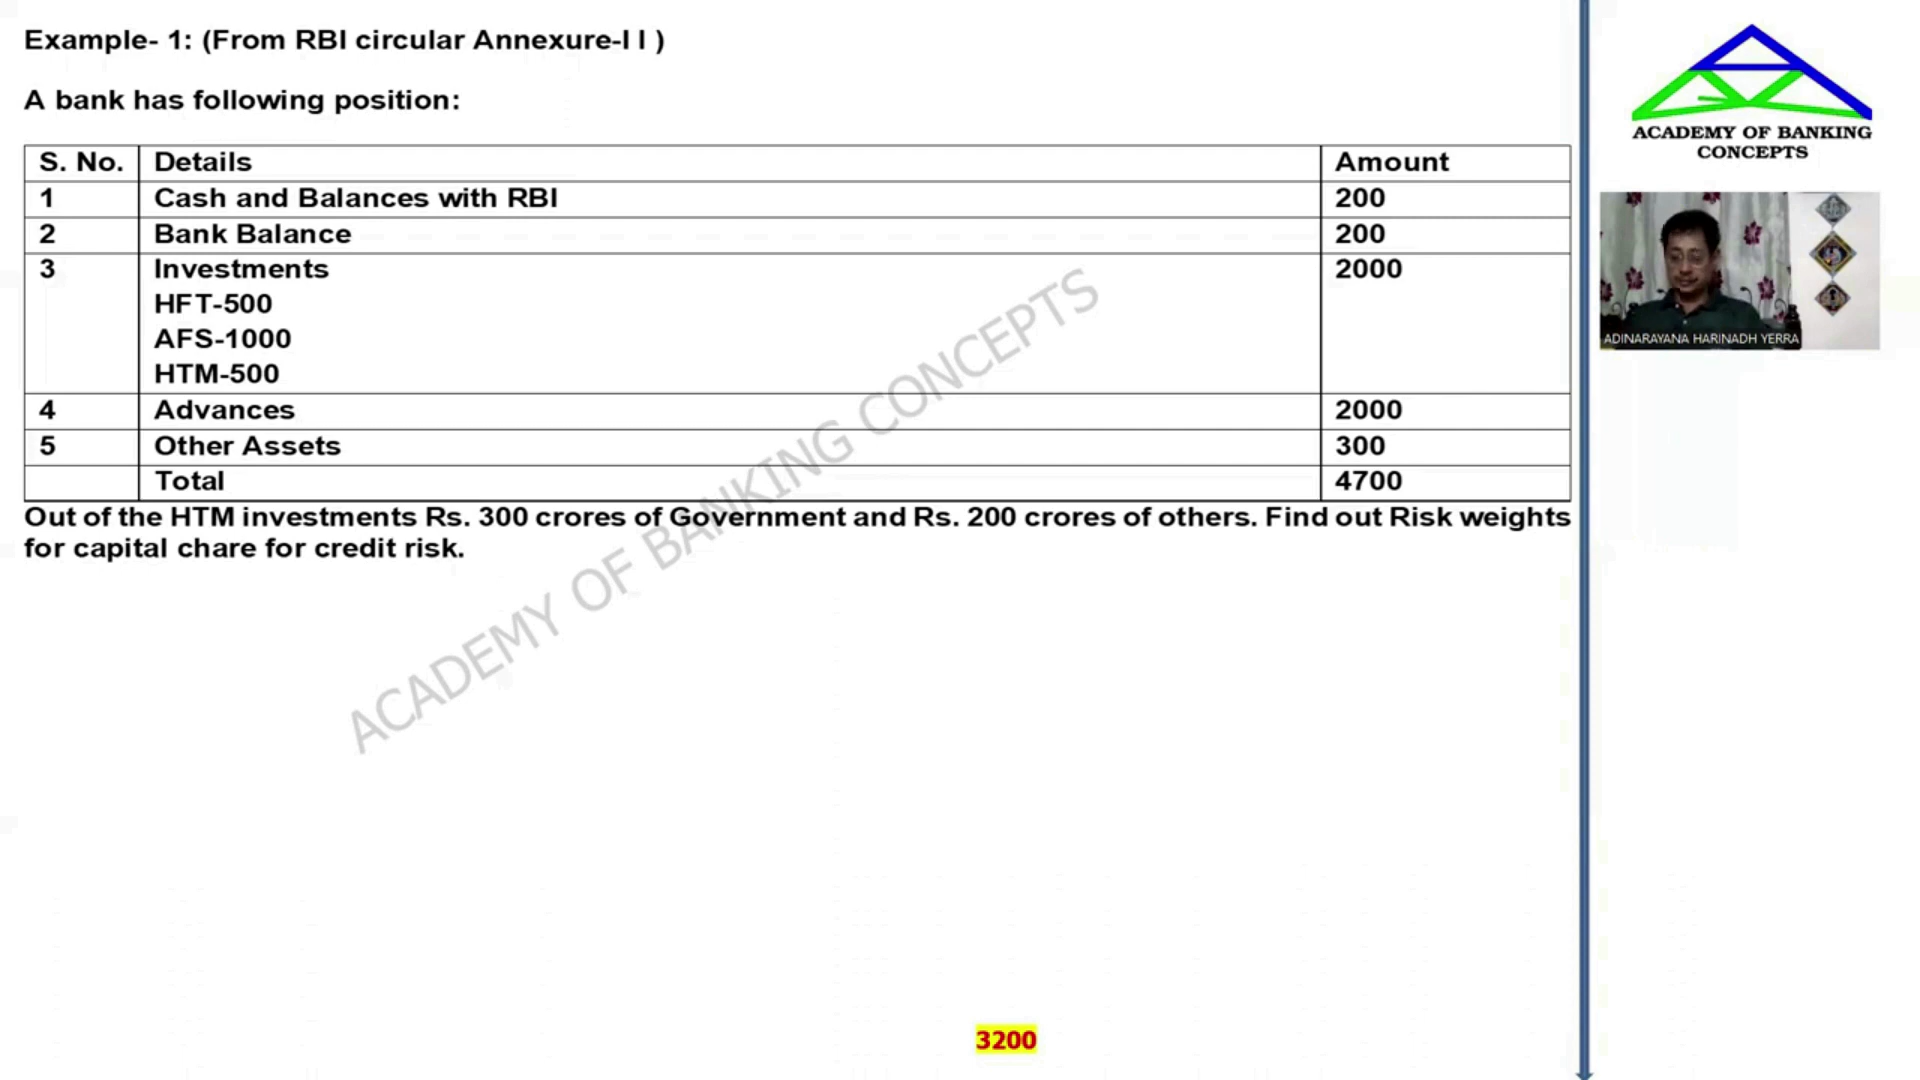 Example- 1: (From RBI circular Annexure-I I )
A bank has following position:
S. No. Details Amount
1 Cash and Balances with RBI 200
2 Bank Balance 200
3 Investments 2000
HFT-500
AFS-1000
HTM-500
4 Advances 2000
5 Other Assets 300
Total 4700
Out of the HTM investments Rs. 300 crores of Government and Rs. 200 crores of others. Find out Risk weights
for capital chare for credit risk.
ACADEMY OF BANKING CONCEPTS
3200
ACADEMY OF BANKING
CONCEPTS
ADINARAYANA HARINADH YERRA